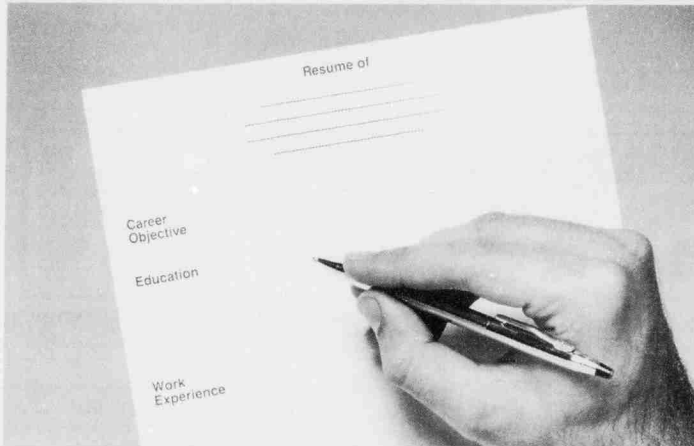 Resume of
Career
Objective
Education
Work
Experience